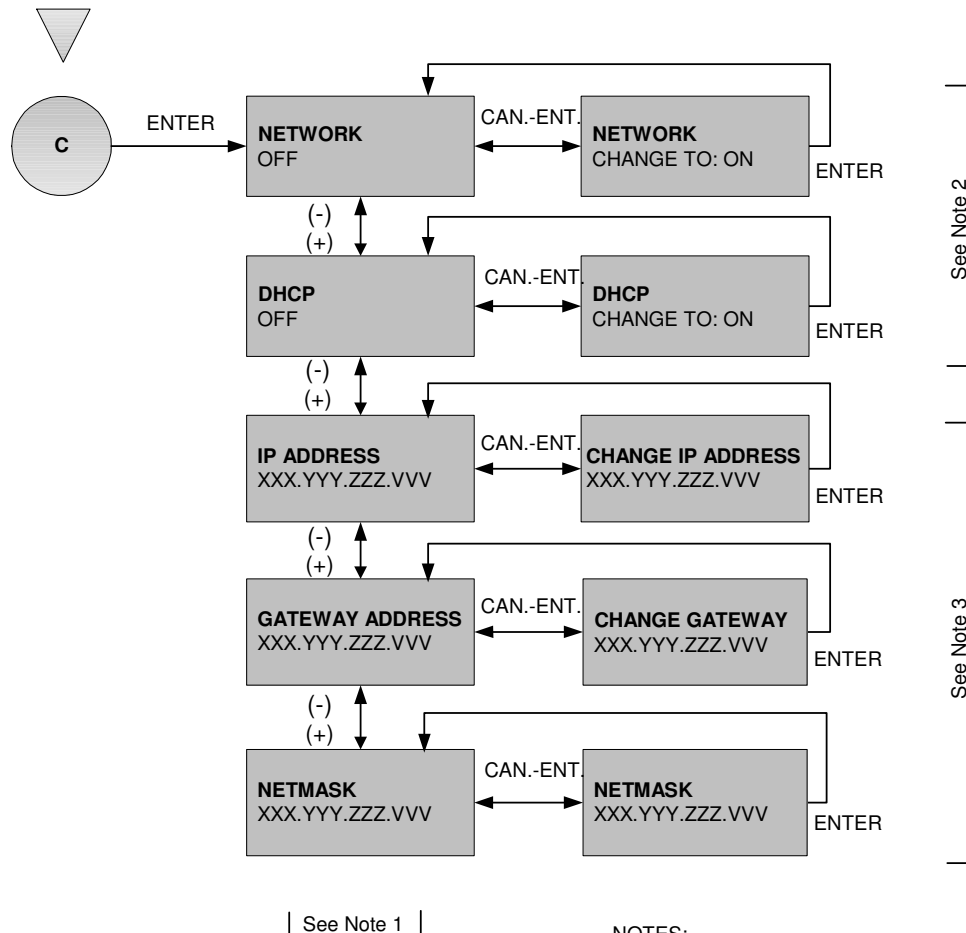 C
ENTER
NETWORK
OFF
CAN.-ENT.
NETWORK
CHANGE TO: ON
ENTER
(-)
(+)
DHCP
OFF
CAN.-ENT.
DHCP
CHANGE TO: ON
ENTER
See Note 2
(-)
(+)
IP ADDRESS
XXX.YYY.ZZZ.VVV
CAN.-ENT.
CHANGE IP ADDRESS
XXX.YYY.ZZZ.VVV
ENTER
(-)
(+)
GATEWAY ADDRESS
XXX.YYY.ZZZ.VVV
CAN.-ENT.
CHANGE GATEWAY
XXX.YYY.ZZZ.VVV
ENTER
(-)
(+)
NETMASK
XXX.YYY.ZZZ.VVV
CAN.-ENT.
NETMASK
XXX.YYY.ZZZ.VVV
ENTER
See Note 3
See Note 1
NOTES: